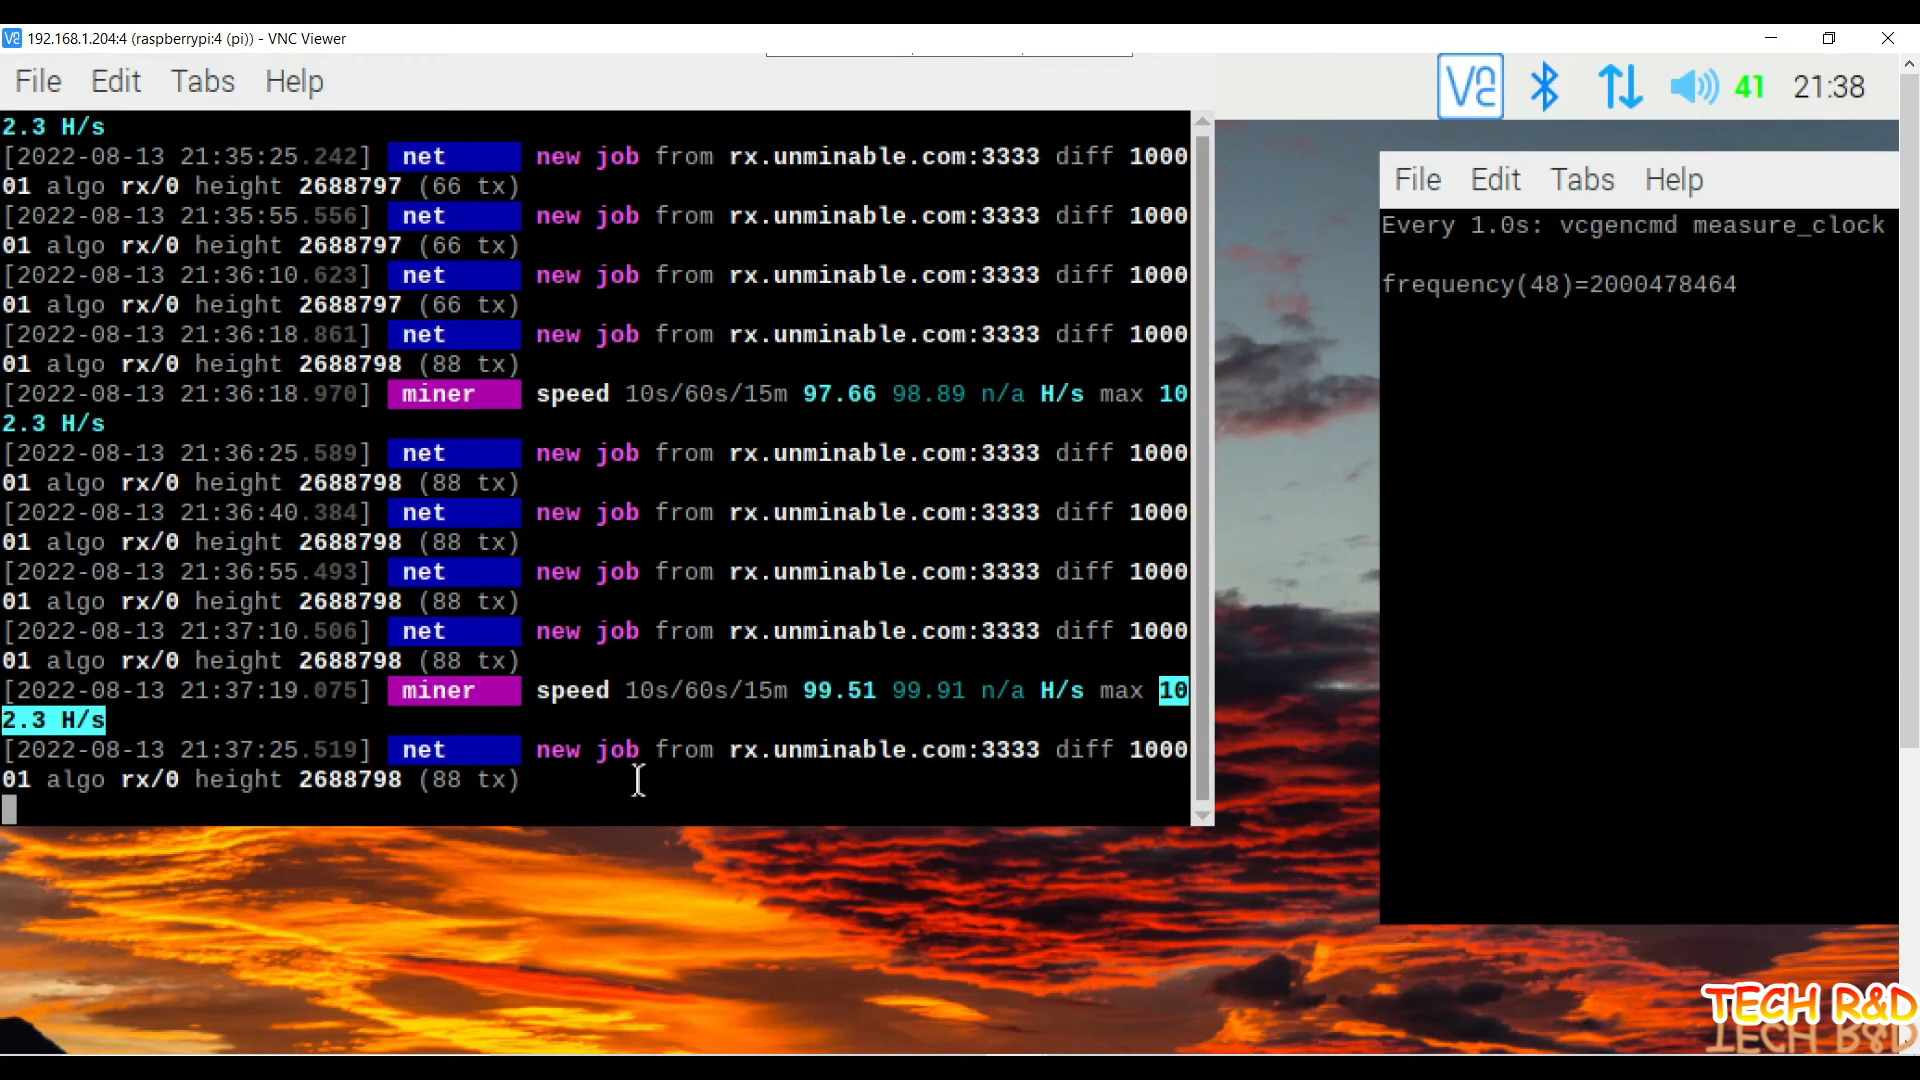 192.168.1.204:4 (raspberrypi:4 (pi)) - VNC Viewer
File Edit Tabs Help
41 21:38
2.3 H/s
[2022-08-13 21:35:25.242] net new job from rx.unminable.com:3333 diff 1000
01 algo rx/0 height 2688797 (66 tx)
[2022-08-13 21:35:55.556] net new job from rx.unminable.com:3333 diff 1000
01 algo rx/0 height 2688797 (66 tx)
[2022-08-13 21:36:10.623] net new job from rx.unminable.com:3333 diff 1000
01 algo rx/0 height 2688797 (66 tx)
[2022-08-13 21:36:18.861] net new job from rx.unminable.com:3333 diff 1000
01 algo rx/0 height 2688798 (88 tx)
[2022-08-13 21:36:18.970] miner speed 10s/60s/15m 97.66 98.89 n/a H/s max 10
2.3 H/s
[2022-08-13 21:36:25.589] net new job from rx.unminable.com:3333 diff 1000
01 algo rx/0 height 2688798 (88 tx)
[2022-08-13 21:36:40.384] net new job from rx.unminable.com:3333 diff 1000
01 algo rx/0 height 2688798 (88 tx)
[2022-08-13 21:36:55.493] net new job from rx.unminable.com:3333 diff 1000
01 algo rx/0 height 2688798 (88 tx)
[2022-08-13 21:37:10.506] net new job from rx.unminable.com:3333 diff 1000
01 algo rx/0 height 2688798 (88 tx)
[2022-08-13 21:37:19.075] miner speed 10s/60s/15m 99.51 99.91 n/a H/s max 10
2.3 H/s
[2022-08-13 21:37:25.519] net new job from rx.unminable.com:3333 diff 1000
01 algo rx/0 height 2688798 (88 tx)
File Edit Tabs Help
Every 1.0s: vcgencmd measure_clock
frequency(48)=2000478464
TECH R&D